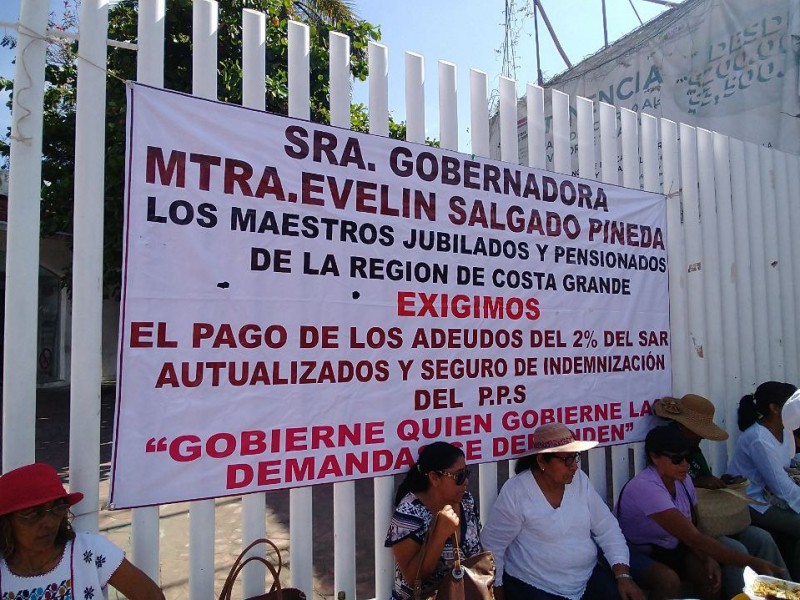 SRA. GOBERNADORA
MTRA.EVELIN SALGADO PINEDA
LOS MAESTROS JUBILADOS Y PENSIONADOS
DE LA REGION DE COSTA GRANDE
EXIGIMOS
EL PAGO DE LOS ADEUDOS DEL 2% DEL SAR
AUTUALIZADOS Y SEGURO DE INDEMNIZACIÓN
DEL P.P.S
"GOBIERNE QUIEN GOBIERNE LAS
DEMANDAS SE DEFIENDEN"